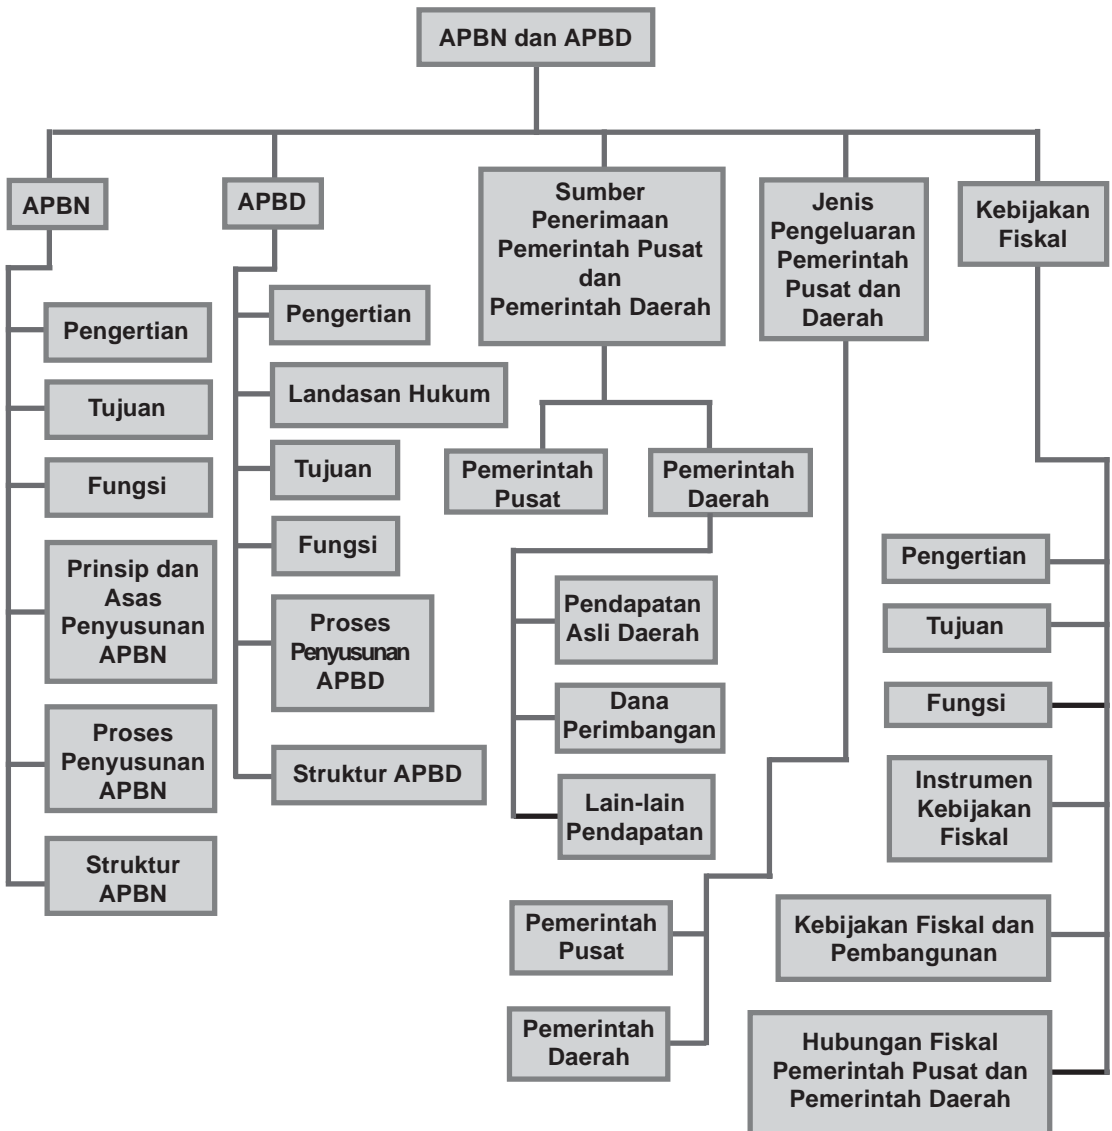 APBN dan APBD
APBN
Pengertian
Tujuan
Fungsi
Prinsip dan
Asas
Penyusunan
APBN
Proses
Penyusunan
APBN
Struktur
APBN
APBD
Pengertian
Landasan Hukum
Tujuan
Fungsi
Proses
Penyusunan
APBD
Struktur APBD
Sumber
Penerimaan
Pemerintah Pusat
dan
Pemerintah Daerah
Pemerintah
Pusat
Pemerintah
Daerah
Pendapatan
Asli Daerah
Dana
Perimbangan
Lain-lain
Pendapatan
Jenis
Pengeluaran
Pemerintah
Pusat dan
Daerah
Pemerintah
Pusat
Pemerintah
Daerah
Kebijakan
Fiskal
Pengertian
Tujuan
Fungsi
Instrumen
Kebijakan
Fiskal
Kebijakan Fiskal dan
Pembangunan
Hubungan Fiskal
Pemerintah Pusat dan
Pemerintah Daerah